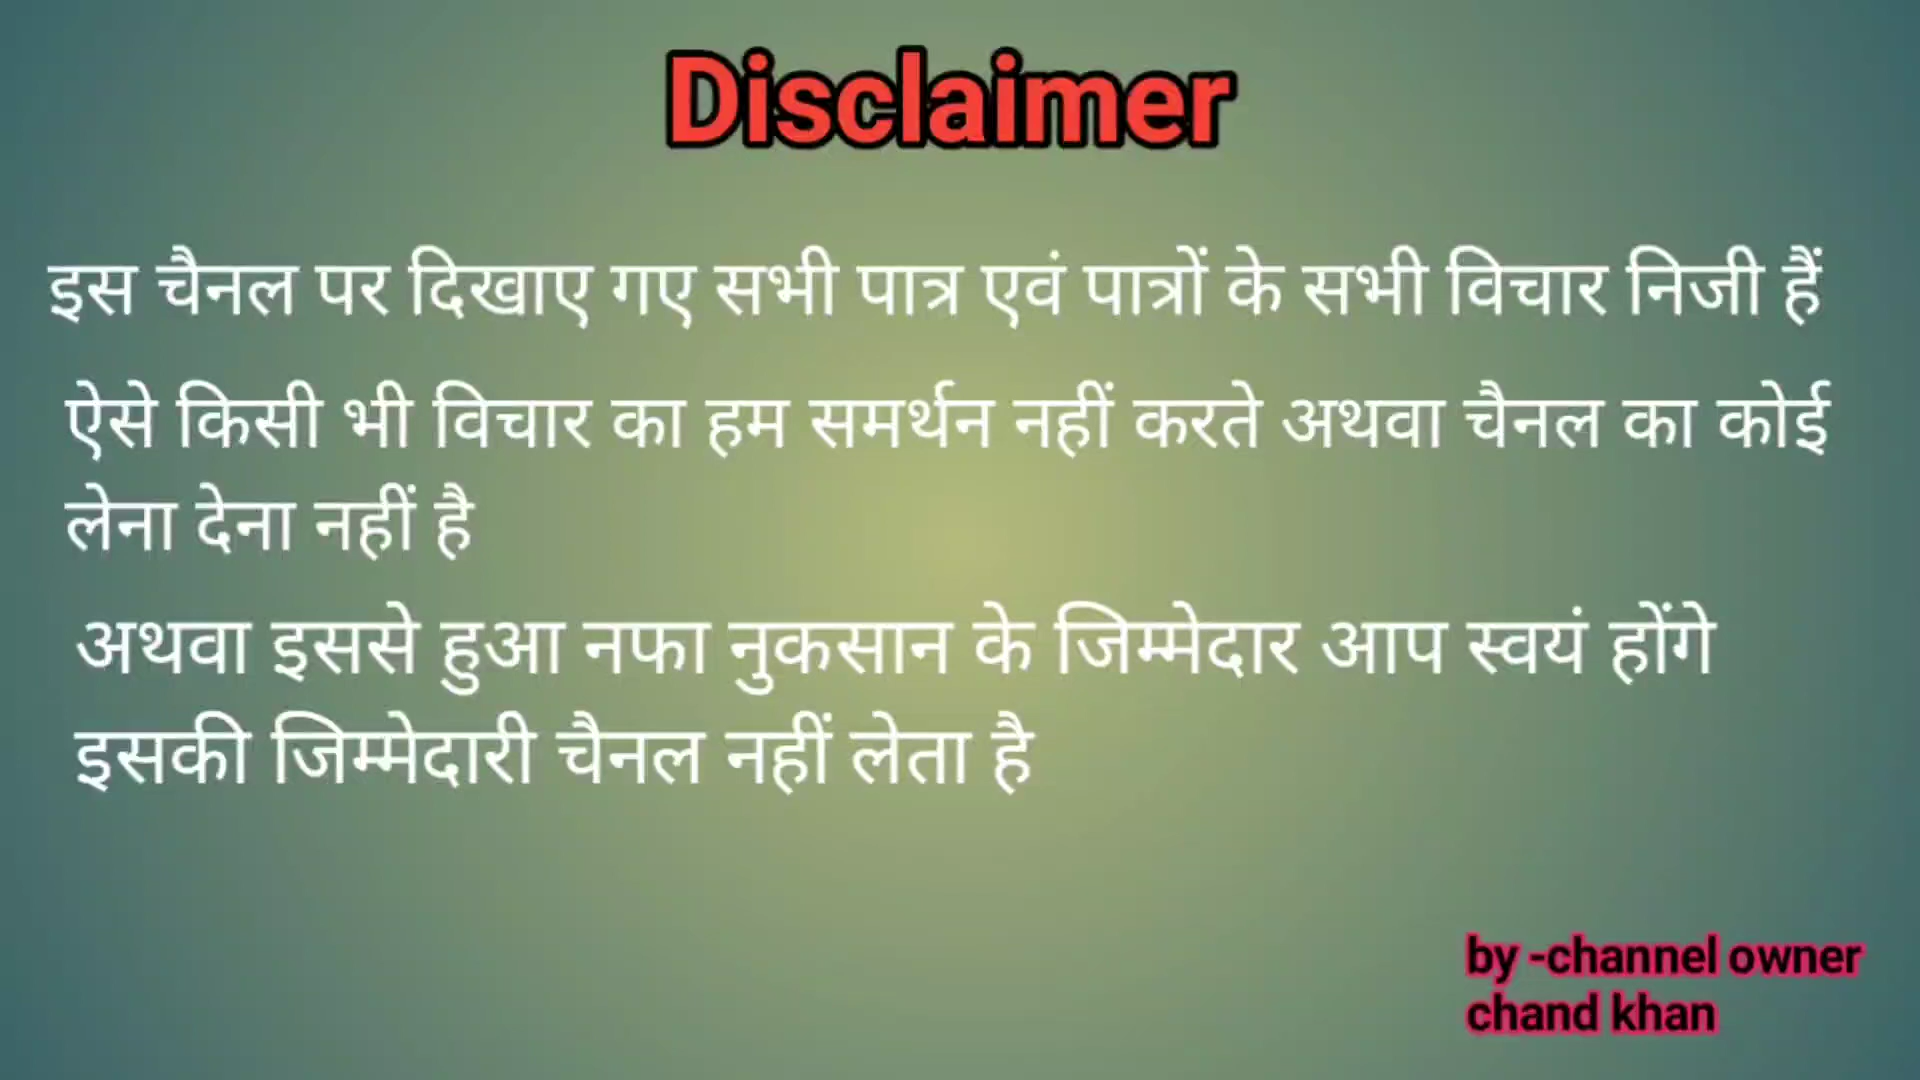 Disclaimer
इस चैनल पर दिखाए गए सभी पात्र एवं पात्रों के सभी विचार निजी हैं
ऐसे किसी भी विचार का हम समर्थन नहीं करते अथवा चैनल का कोई
लेना देना नहीं है
अथवा इससे हुआ नफा नुकसान के जिम्मेदार आप स्वयं होंगे
इसकी जिम्मेदारी चैनल नहीं लेता है
by -channel owner
chand khan